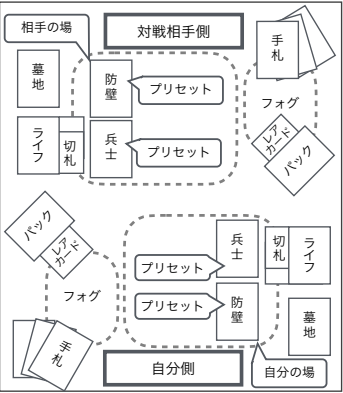 相手の場
対戦相手側
手札
墓地
防壁
プリセット
フォグ
ライフ
切札
兵士
プリセット
レアカード
パック
パック
レアカード
兵士
切札
ライフ
プリセット
フォグ
プリセット
防壁
墓地
手札
自分側
自分の場